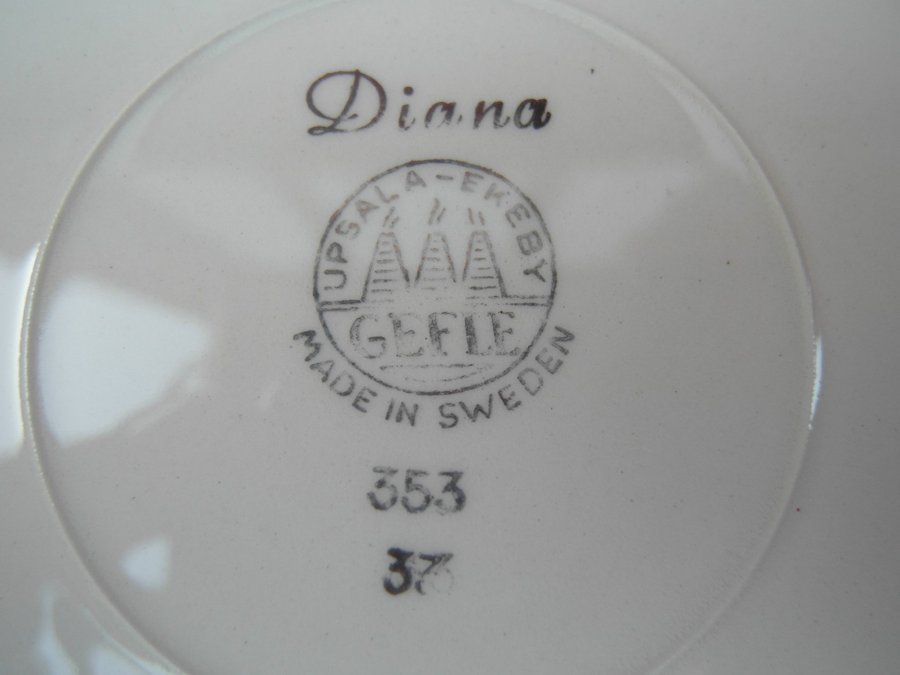 Diana
UPSALA-EKEBY
GEFLE
MADE IN SWEDEN
353